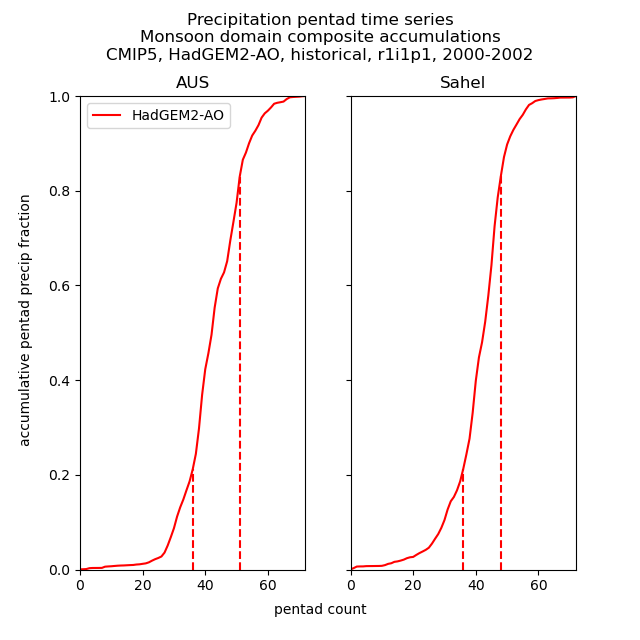 Precipitation pentad time series
Monsoon domain composite accumulations
CMIP5, HadGEM2-AO, historical, r1i1p1, 2000-2002
AUS
Sahel
HadGEM2-AO
accumulative pentad precip fraction
1.0
0.8
0.6
0.4
0.2
0.0
0 20 40 60
0 20 40 60
pentad count